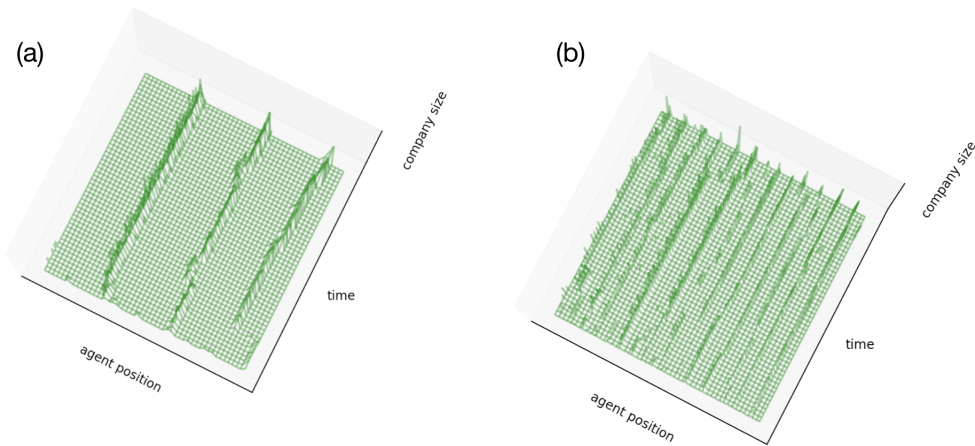 (a)
company size
time
agent position
(b)
company size
time
agent position